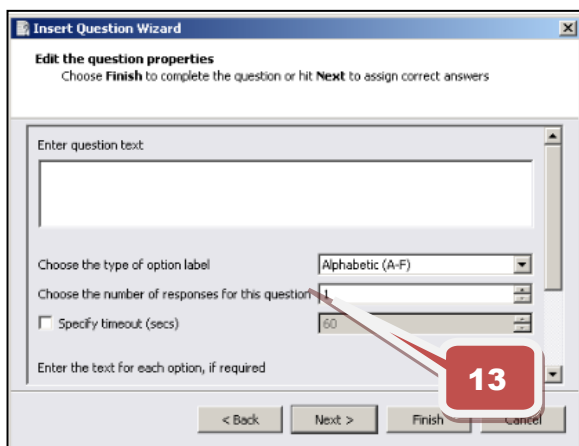 Insert Question Wizard
Edit the question properties
Choose Finish to complete the question or hit Next to assign correct answers
Enter question text
Choose the type of option label Alphabetic (A-F)
Choose the number of responses for this question 1
Specify timeout (secs) 60
Enter the text for each option, if required
13
< Back Next > Finish Cancel